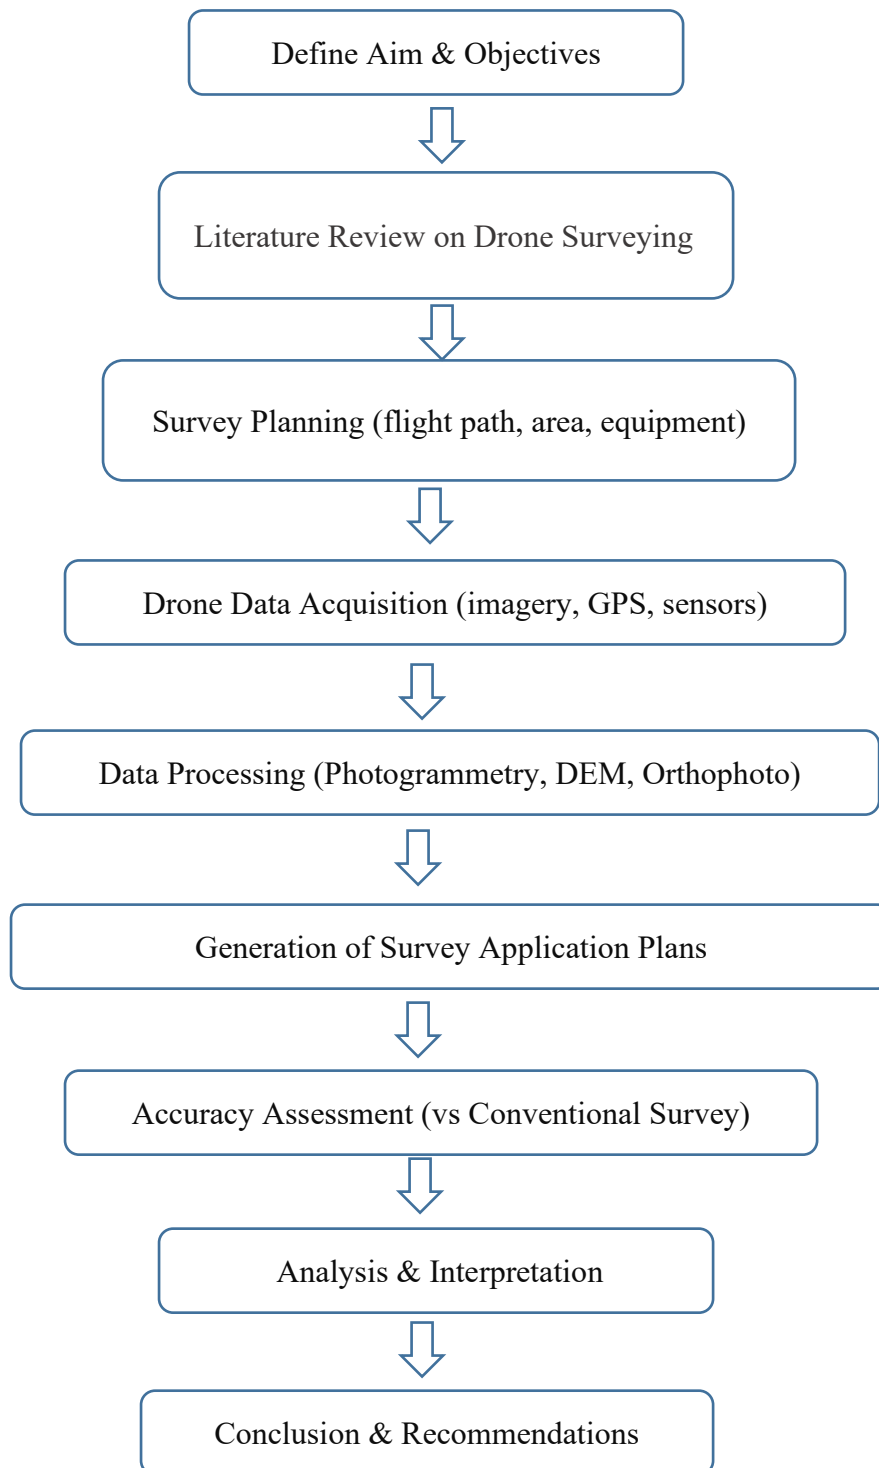 Define Aim & Objectives
Literature Review on Drone Surveying
Survey Planning (flight path, area, equipment)
Drone Data Acquisition (imagery, GPS, sensors)
Data Processing (Photogrammetry, DEM, Orthophoto)
Generation of Survey Application Plans
Accuracy Assessment (vs Conventional Survey)
Analysis & Interpretation
Conclusion & Recommendations